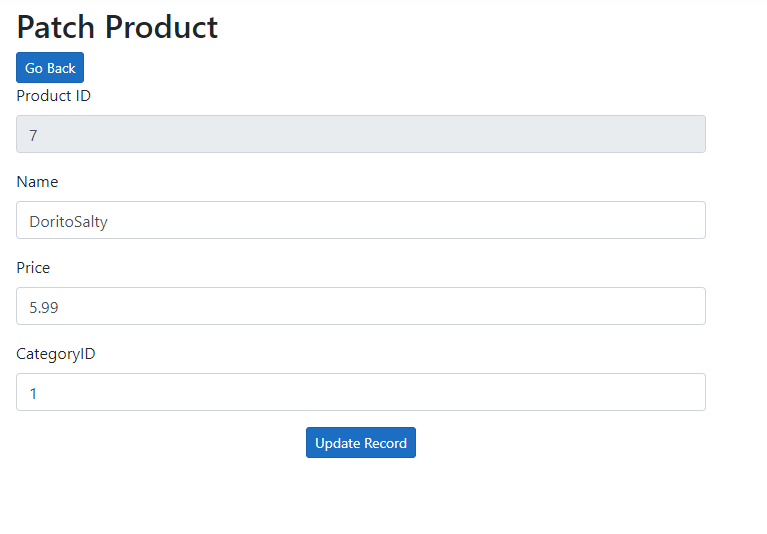 Patch Product
Go Back
Product ID
7
Name
DoritoSalty
Price
5.99
CategoryID
1
Update Record